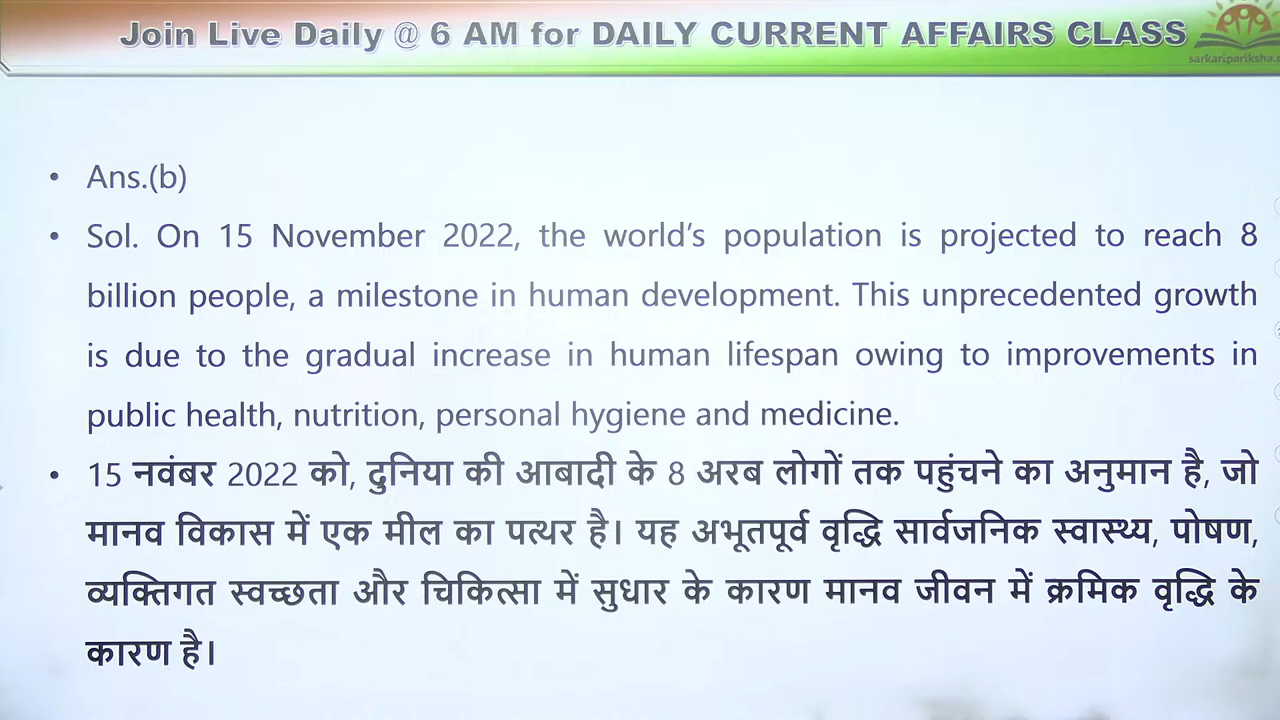 Join Live Daily @ 6 AM for DAILY CURRENT AFFAIRS CLASS
• Ans.(b)
• Sol. On 15 November 2022, the world's population is projected to reach 8
billion people, a milestone in human development. This unprecedented growth
is due to the gradual increase in human lifespan owing to improvements in
public health, nutrition, personal hygiene and medicine.
• 15 नवंबर 2022 को, दुनिया की आबादी के 8 अरब लोगों तक पहुंचने का अनुमान है, जो
मानव विकास में एक मील का पत्थर है। यह अभूतपूर्व वृद्धि सार्वजनिक स्वास्थ्य, पोषण,
व्यक्तिगत स्वच्छता और चिकित्सा में सुधार के कारण मानव जीवन में क्रमिक वृद्धि के
कारण है।